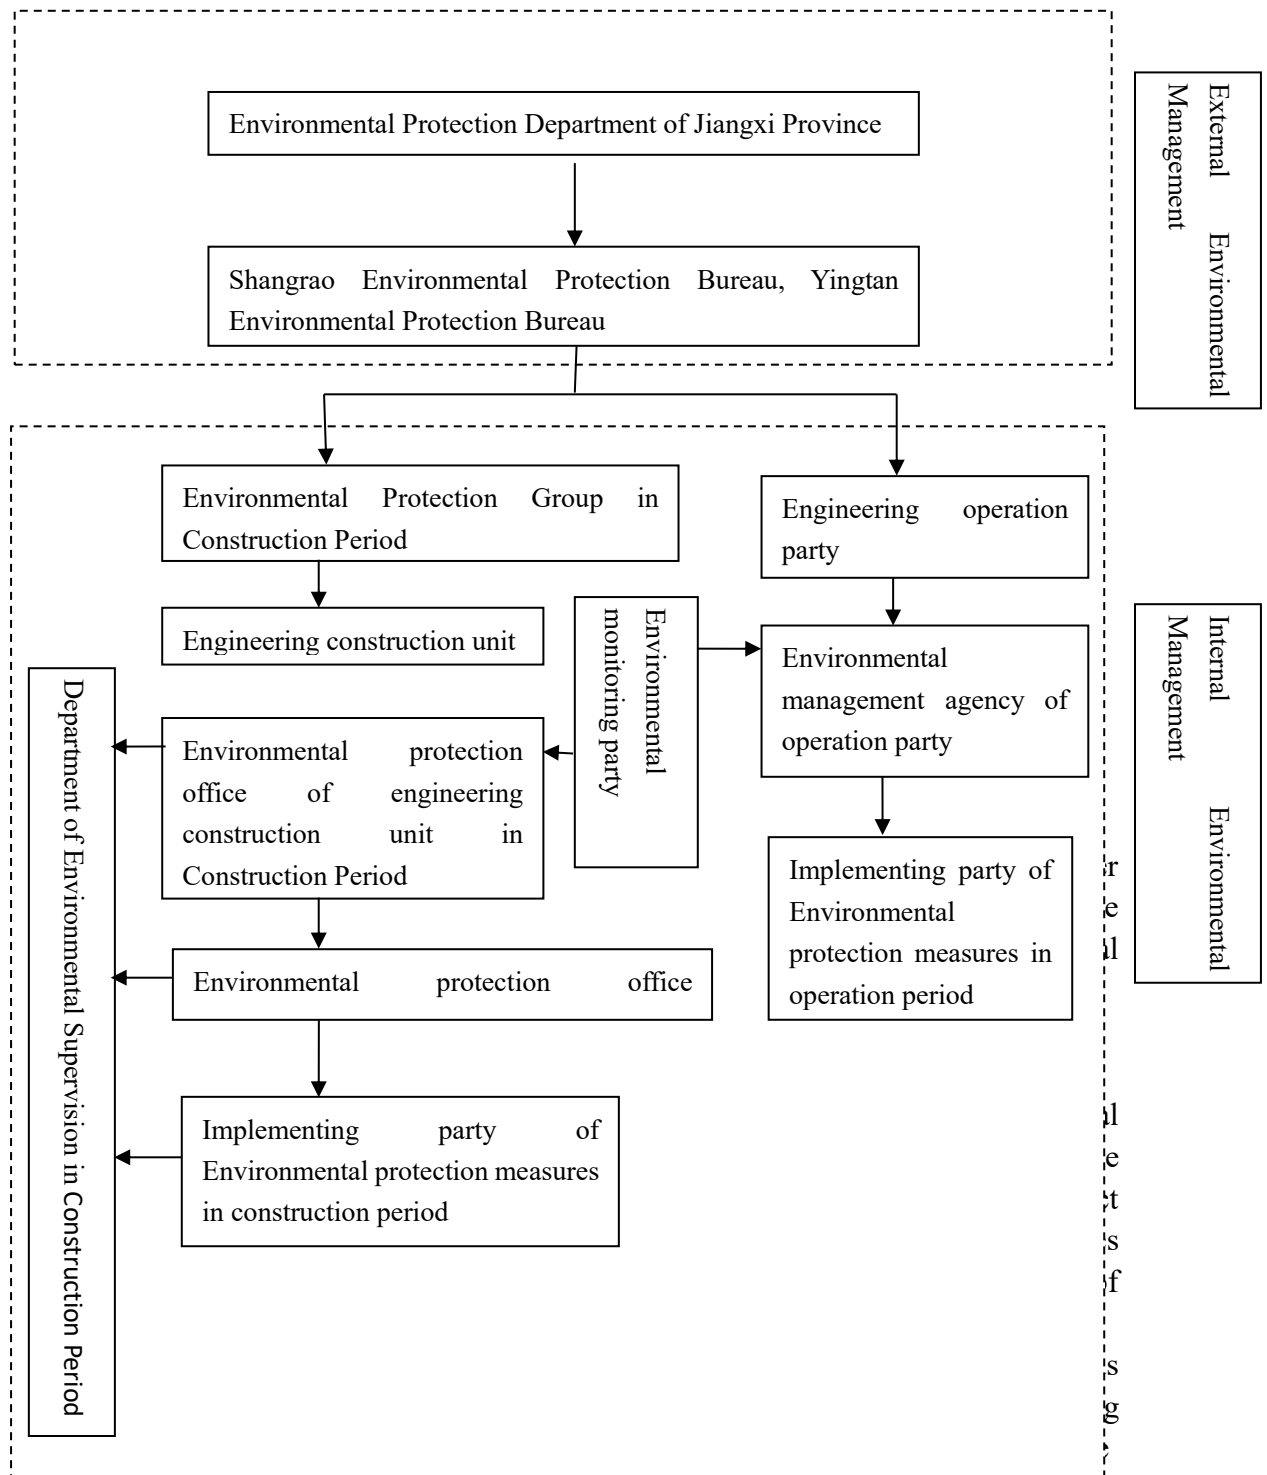 Environmental Protection Department of Jiangxi Province
External Environmental
Management
Shangrao Environmental Protection Bureau, Yingtan
Environmental Protection Bureau
Environmental Protection Group in
Construction Period
Engineering operation
party
Engineering construction unit
Environmental
monitoring party
Environmental
management agency of
operation party
Internal Environmental
Management
Department of Environmental Supervision in Construction Period
Environmental protection
office of engineering
construction unit in
Construction Period
Implementing party of
Environmental
protection measures in
operation period
Environmental protection office
Implementing party of
Environmental protection measures
in construction period
r
e
al
al
e
ct
s
of
s
g